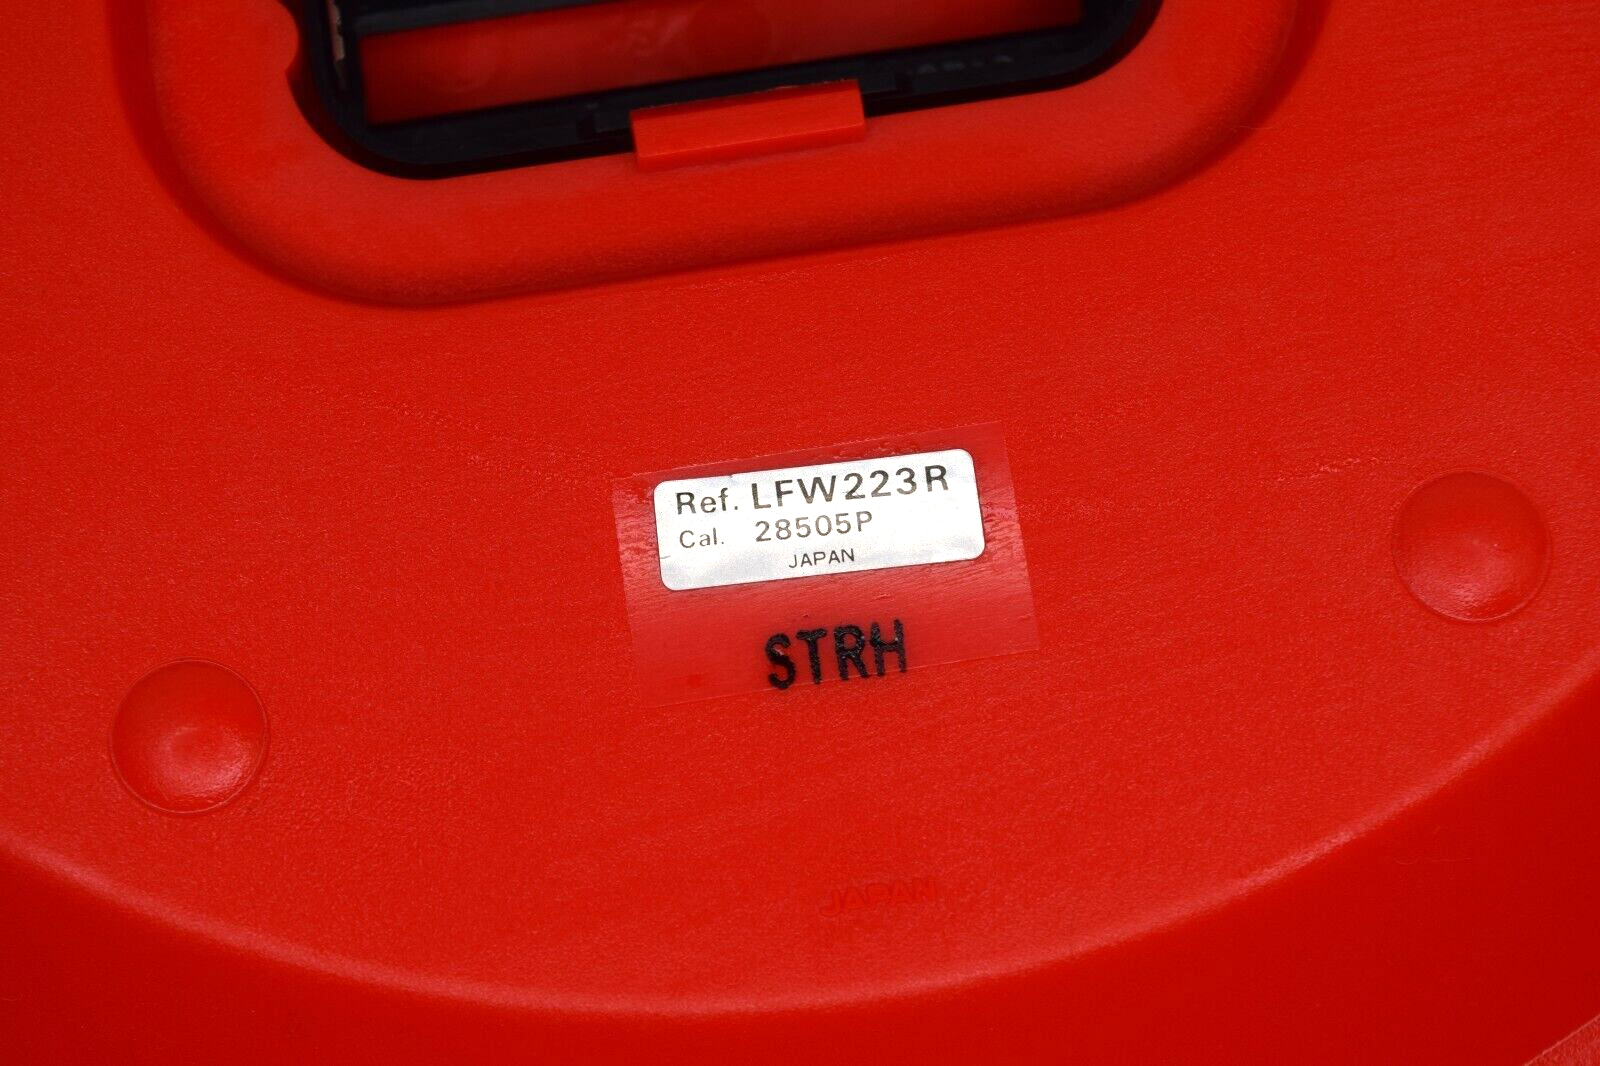 Ref. LFW223R
Cal. 28505P
JAPAN
STRH
JAPAN